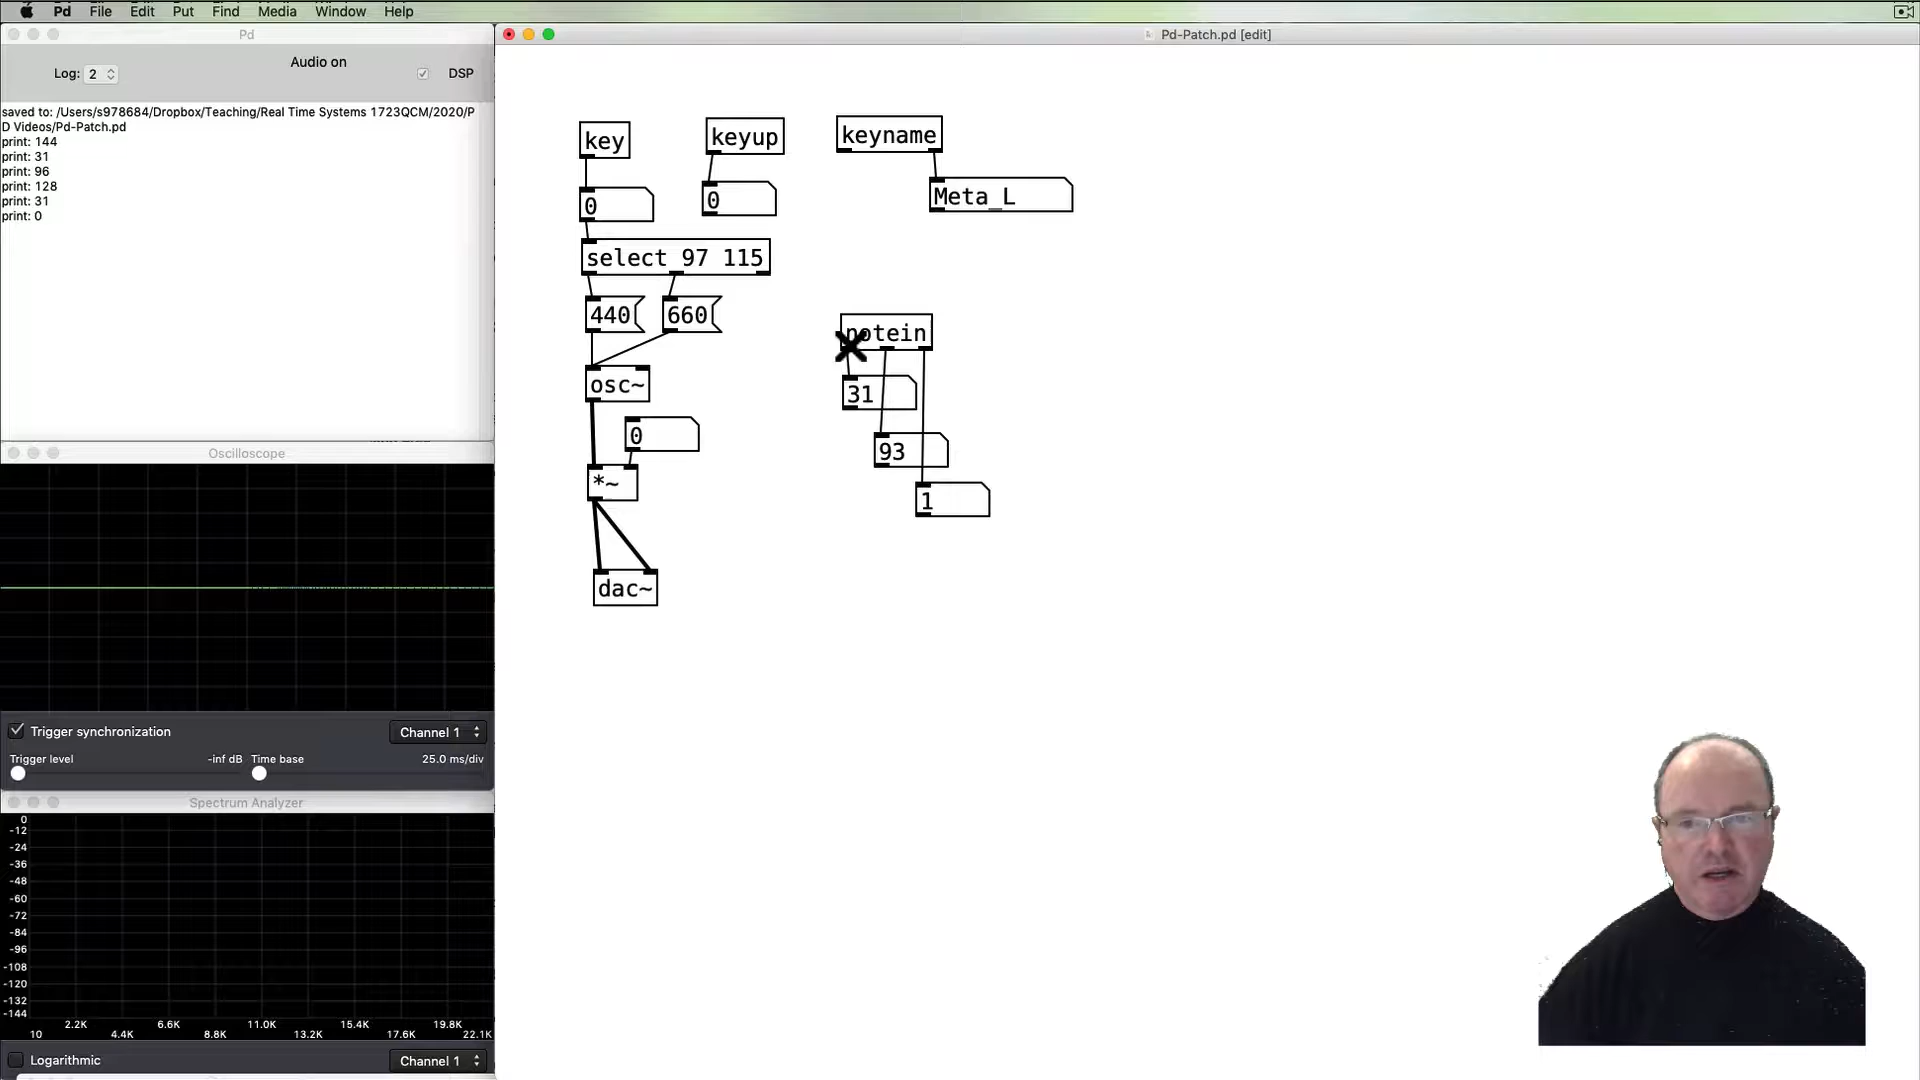 Pd File Edit Find Put Media Window Help
Pd
Audio on
Log: 2
DSP
saved to: /Users/s978684/Dropbox/Teaching/Real Time Systems 1723QCM/2020/P
D Videos/Pd-Patch.pd
print: 144
print: 31
print: 96
print: 128
print: 31
print: 0
Oscilloscope
Trigger synchronization
Channel 1
Trigger level
-inf dB
Time base
25.0 ms/div
Spectrum Analyzer
0
-12
-24
-36
-48
-60
-72
-84
-96
-108
-120
-132
-144
10 2.2K 4.4K 6.6K 8.8K 11.0K 13.2K 15.4K 17.6K 19.8K 22.1K
Logarithmic
Channel 1
Pd-Patch.pd [edit]
key
keyup
keyname
0
0
Meta_L
select 97 115
440
660
notein
osc~
31
0
93
*~
1
dac~